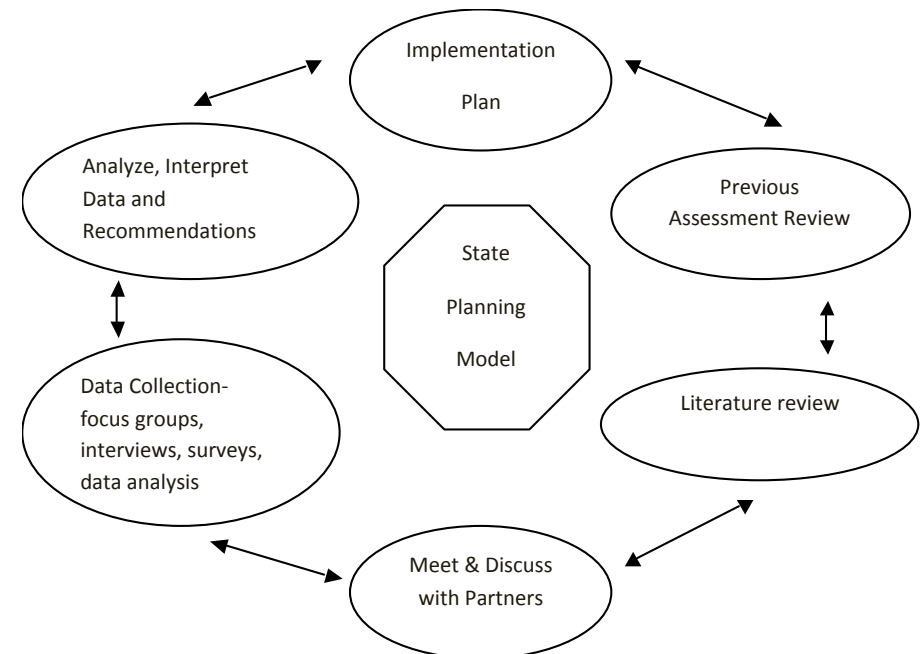 Implementation
Plan
Analyze, Interpret
Data and
Recommendations
Previous
Assessment Review
State
Planning
Model
Data Collection-
focus groups,
interviews, surveys,
data analysis
Literature review
Meet & Discuss
with Partners